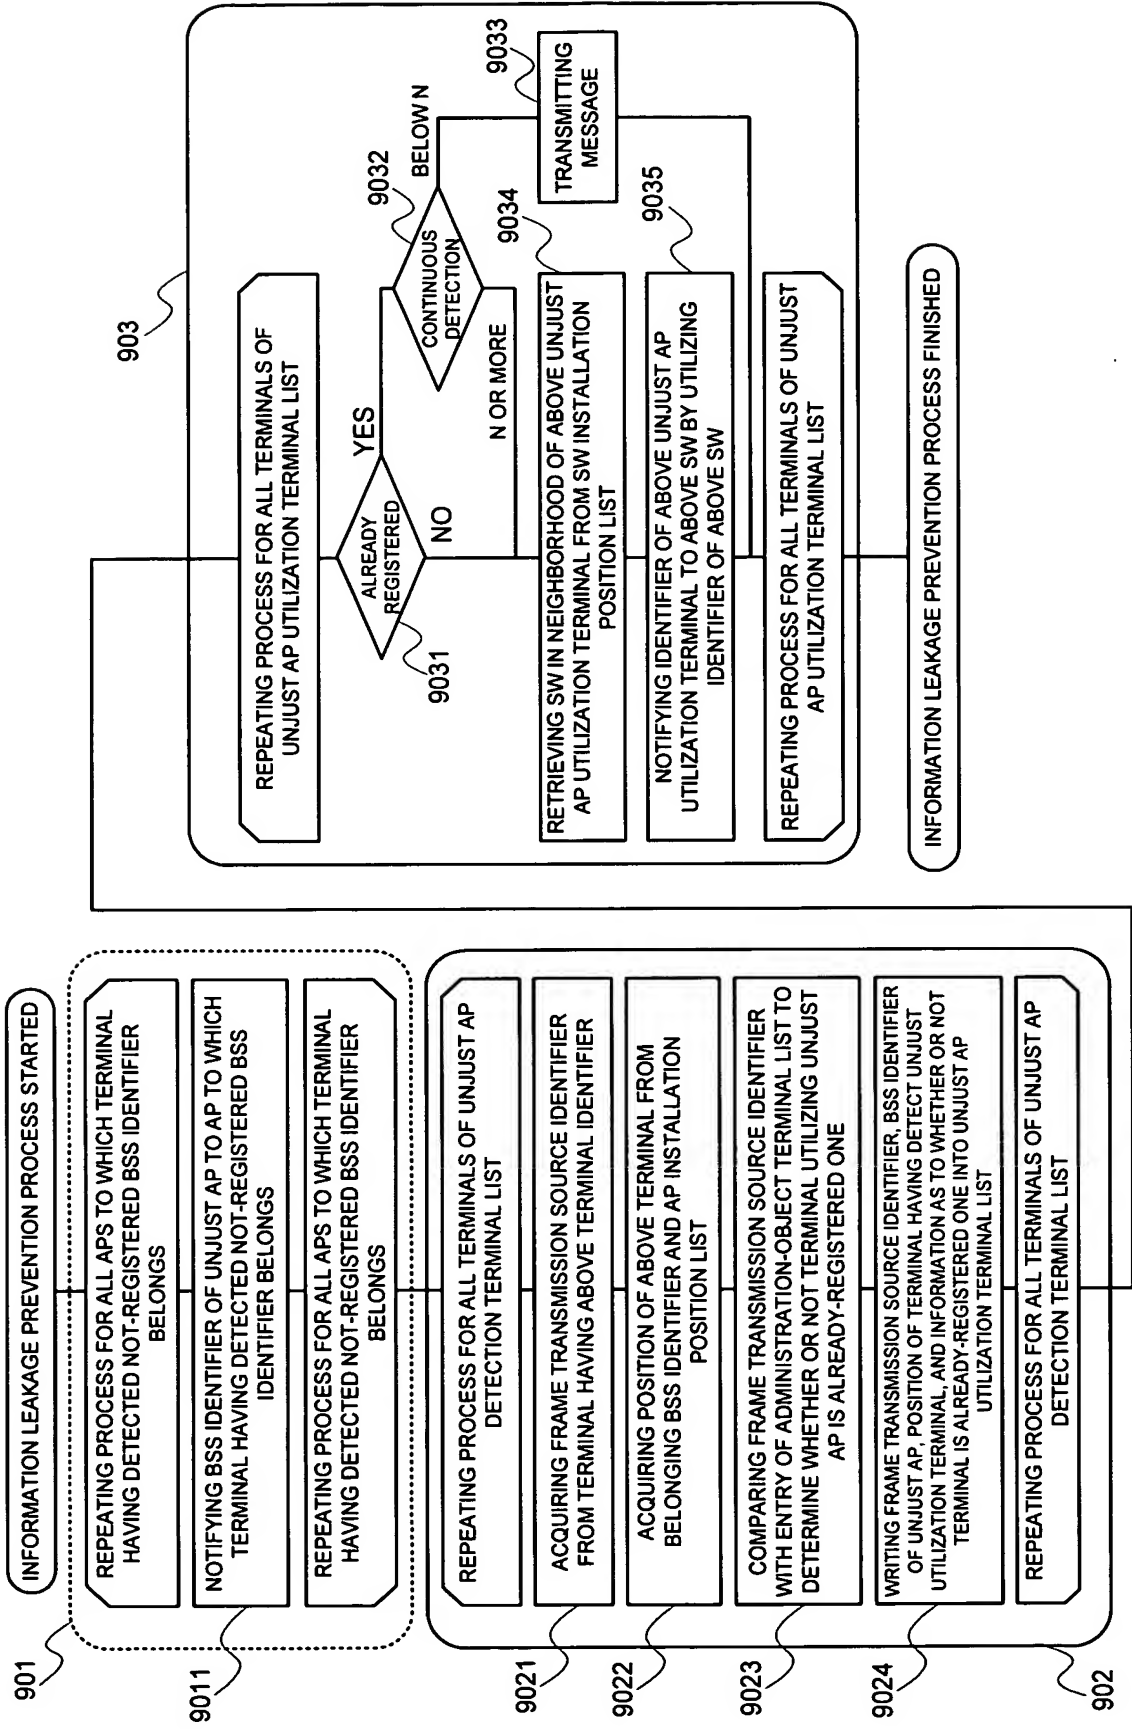 INFORMATION LEAKAGE PREVENTION PROCESS STARTED
901
REPEATING PROCESS FOR ALL APS TO WHICH TERMINAL
HAVING DETECTED NOT-REGISTERED BSS IDENTIFIER
BELONGS
9011
NOTIFYING BSS IDENTIFIER OF UNJUST AP TO AP TO WHICH
TERMINAL HAVING DETECTED NOT-REGISTERED BSS
IDENTIFIER BELONGS
REPEATING PROCESS FOR ALL APS TO WHICH TERMINAL
HAVING DETECTED NOT-REGISTERED BSS IDENTIFIER
BELONGS
REPEATING PROCESS FOR ALL TERMINALS OF UNJUST AP
DETECTION TERMINAL LIST
9021
ACQUIRING FRAME TRANSMISSION SOURCE IDENTIFIER
FROM TERMINAL HAVING ABOVE TERMINAL IDENTIFIER
9022
ACQUIRING POSITION OF ABOVE TERMINAL FROM
BELONGING BSS IDENTIFIER AND AP INSTALLATION
POSITION LIST
9023
COMPARING FRAME TRANSMISSION SOURCE IDENTIFIER
WITH ENTRY OF ADMINISTRATION-OBJECT TERMINAL LIST TO
DETERMINE WHETHER OR NOT TERMINAL UTILIZING UNJUST
AP IS ALREADY-REGISTERED ONE
9024
WRITING FRAME TRANSMISSION SOURCE IDENTIFIER, BSS IDENTIFIER
OF UNJUST AP, POSITION OF TERMINAL HAVING DETECT UNJUST
UTILIZATION TERMINAL, AND INFORMATION AS TO WHETHER OR NOT
TERMINAL IS ALREADY-REGISTERED ONE INTO UNJUST AP
UTILIZATION TERMINAL LIST
REPEATING PROCESS FOR ALL TERMINALS OF UNJUST AP
DETECTION TERMINAL LIST
902
903
REPEATING PROCESS FOR ALL TERMINALS OF
UNJUST AP UTILIZATION TERMINAL LIST
ALREADY
REGISTERED
9031
YES
NO
CONTINUOUS
DETECTION
9032
BELOW N
N OR MORE
9033
TRANSMITTING
MESSAGE
9034
RETRIEVING SW IN NEIGHBORHOOD OF ABOVE UNJUST
AP UTILIZATION TERMINAL FROM SW INSTALLATION
POSITION LIST
9035
NOTIFYING IDENTIFIER OF ABOVE UNJUST AP
UTILIZATION TERMINAL TO ABOVE SW BY UTILIZING
IDENTIFIER OF ABOVE SW
REPEATING PROCESS FOR ALL TERMINALS OF UNJUST
AP UTILIZATION TERMINAL LIST
INFORMATION LEAKAGE PREVENTION PROCESS FINISHED